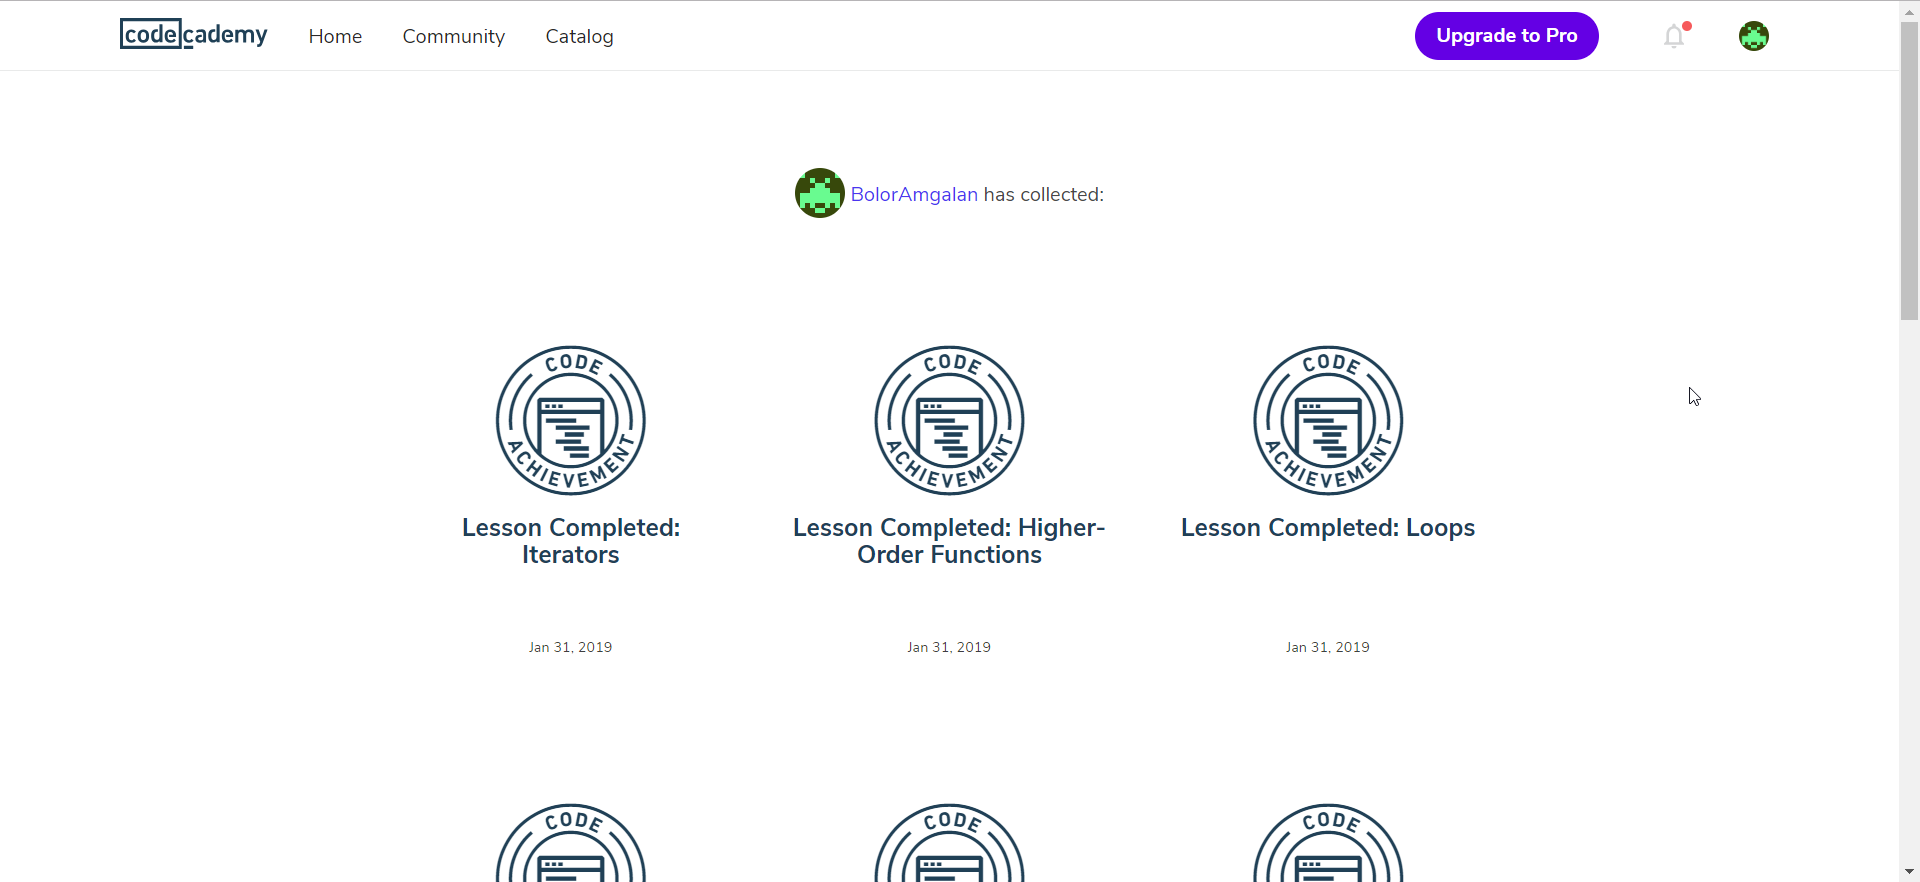 codecademy Home Community Catalog Upgrade to Pro
BolorAmgalan has collected:
CODE ACHIEVEMENT
CODE ACHIEVEMENT
CODE ACHIEVEMENT
Lesson Completed:
Iterators
Lesson Completed: Higher-
Order Functions
Lesson Completed: Loops
Jan 31, 2019
Jan 31, 2019
Jan 31, 2019
CODE
CODE
CODE